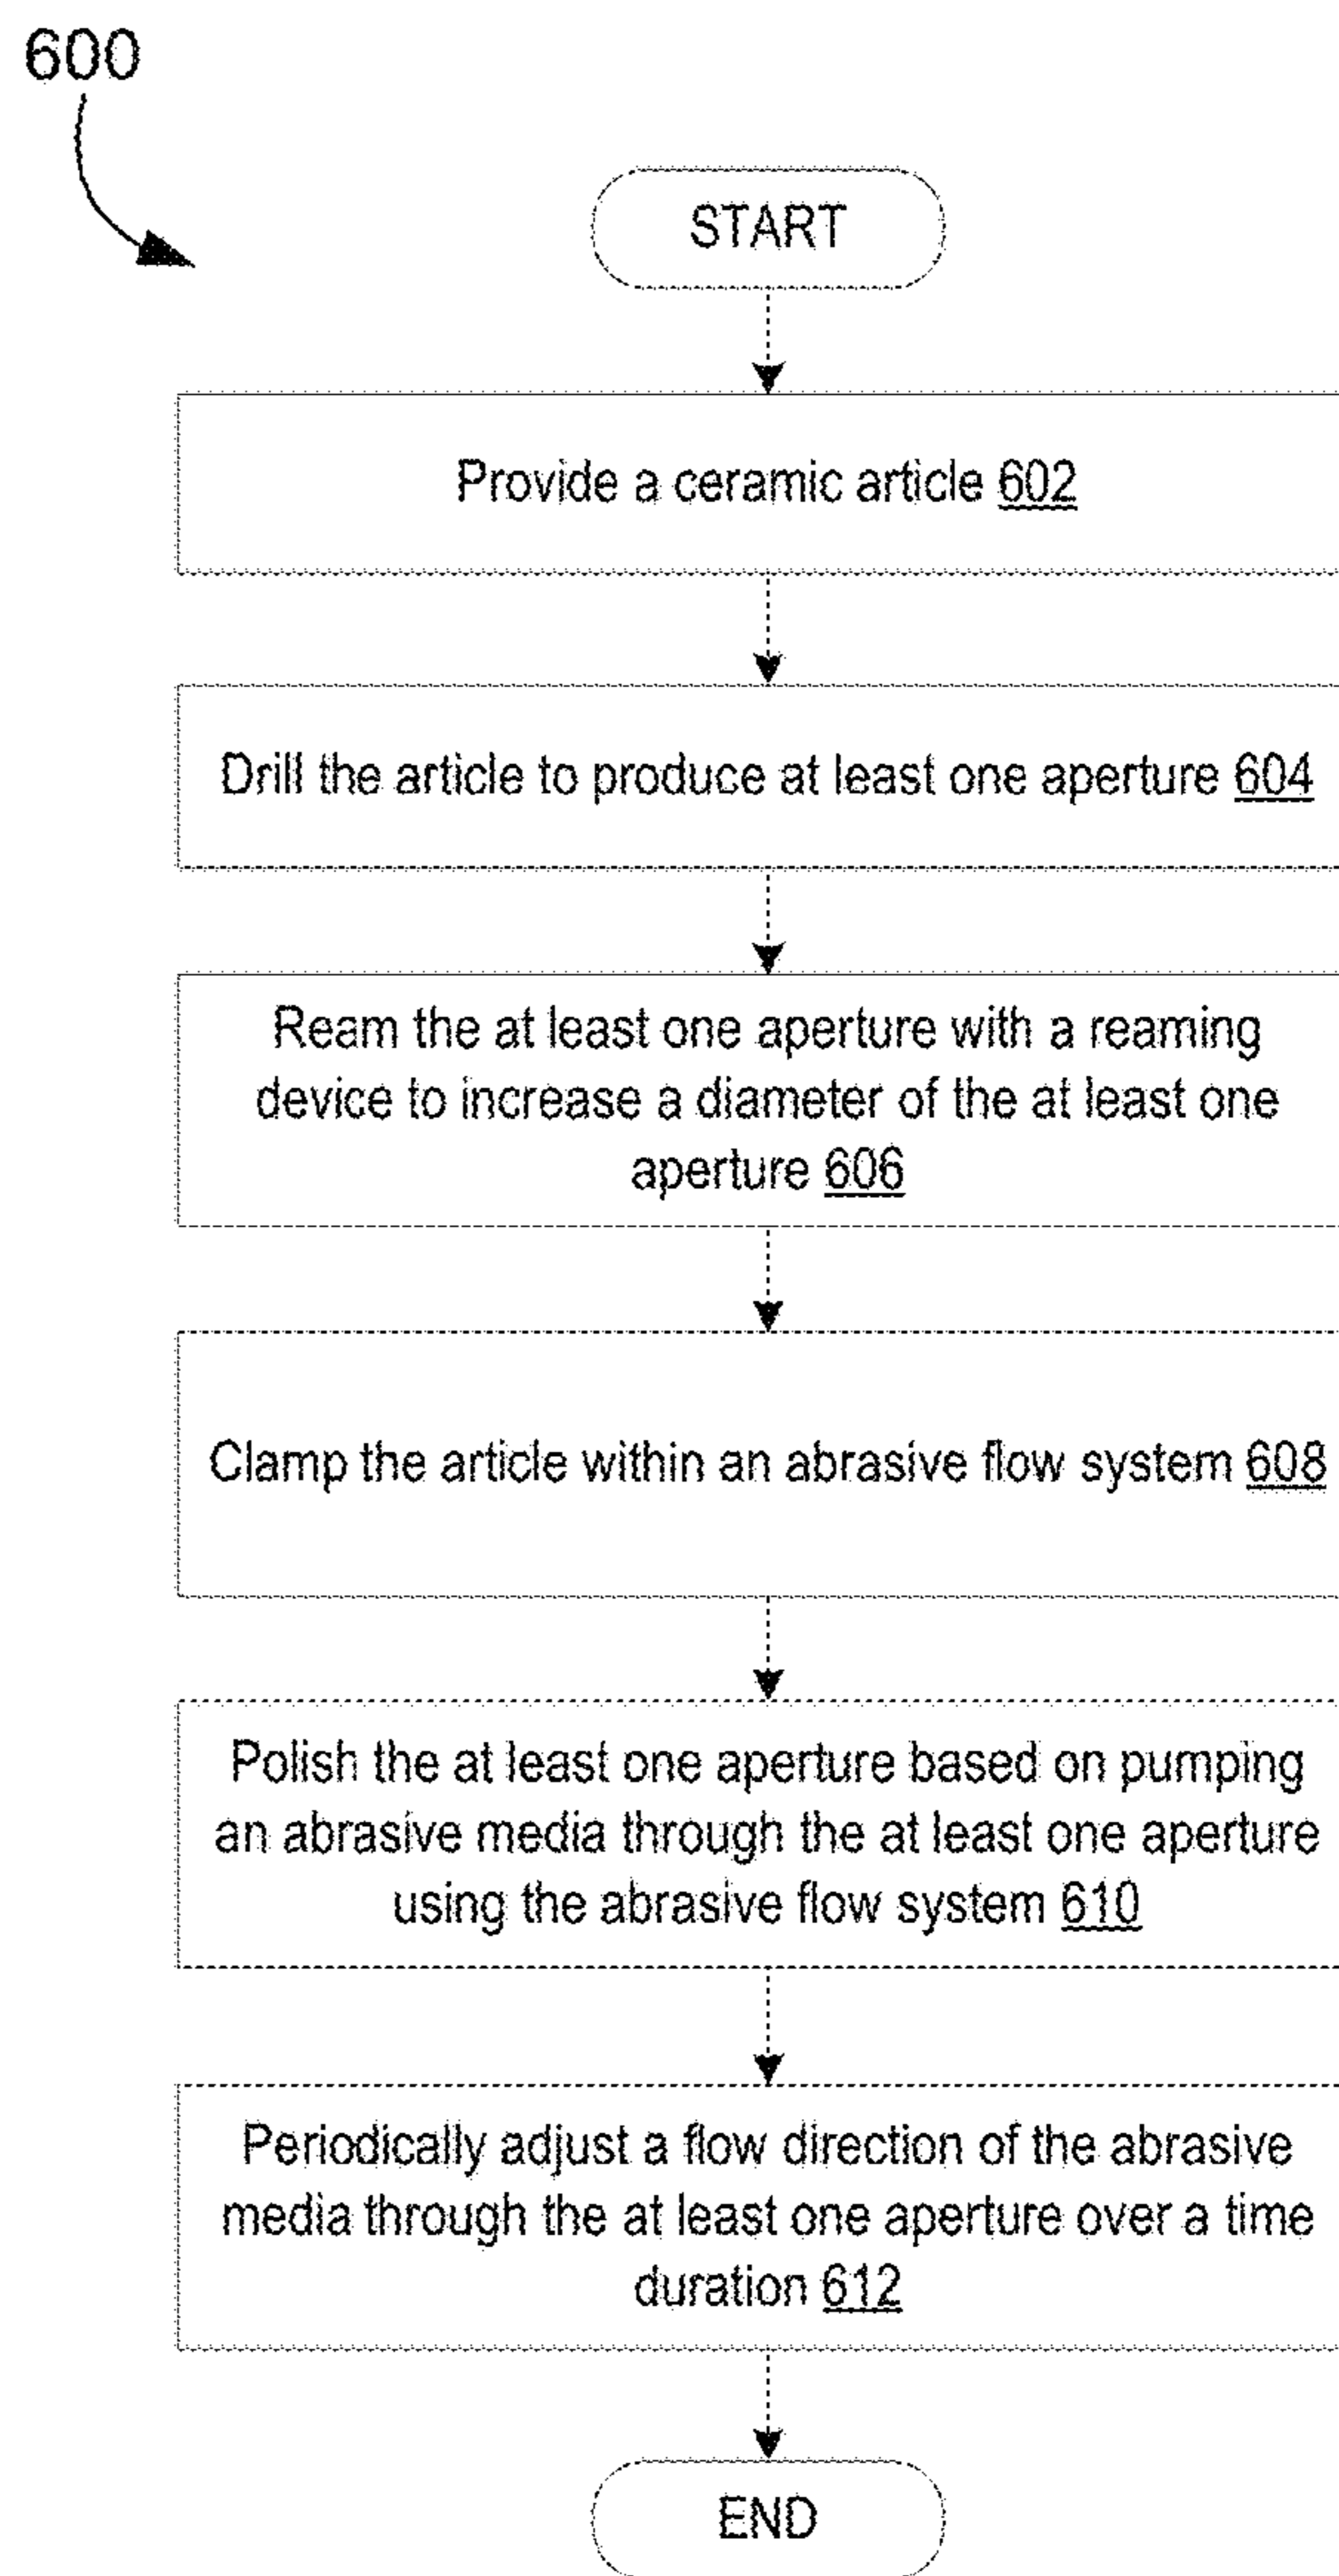 600
START
Provide a ceramic article 602
Drill the article to produce at least one aperture 604
Ream the at least one aperture with a reaming
device to increase a diameter of the at least one
aperture 606
Clamp the article within an abrasive flow system 608
Polish the at least one aperture based on pumping
an abrasive media through the at least one aperture
using the abrasive flow system 610
Periodically adjust a flow direction of the abrasive
media through the at least one aperture over a time
duration 612
END